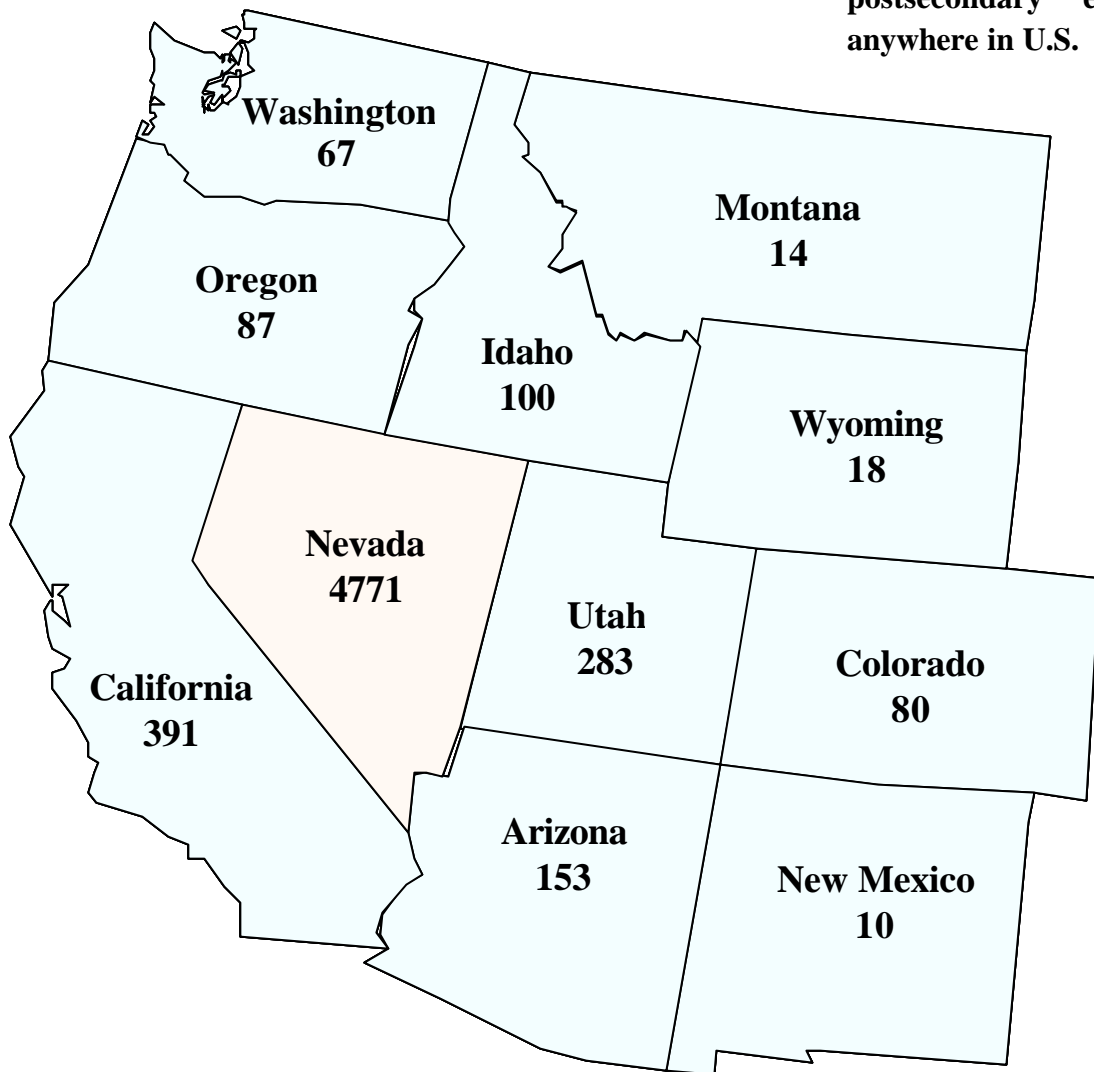 postsecondary
anywhere in U.S.
Washington
67
Montana
14
Oregon
87
Idaho
100
Wyoming
18
Nevada
4771
Utah
283
Colorado
80
California
391
Arizona
153
New Mexico
10